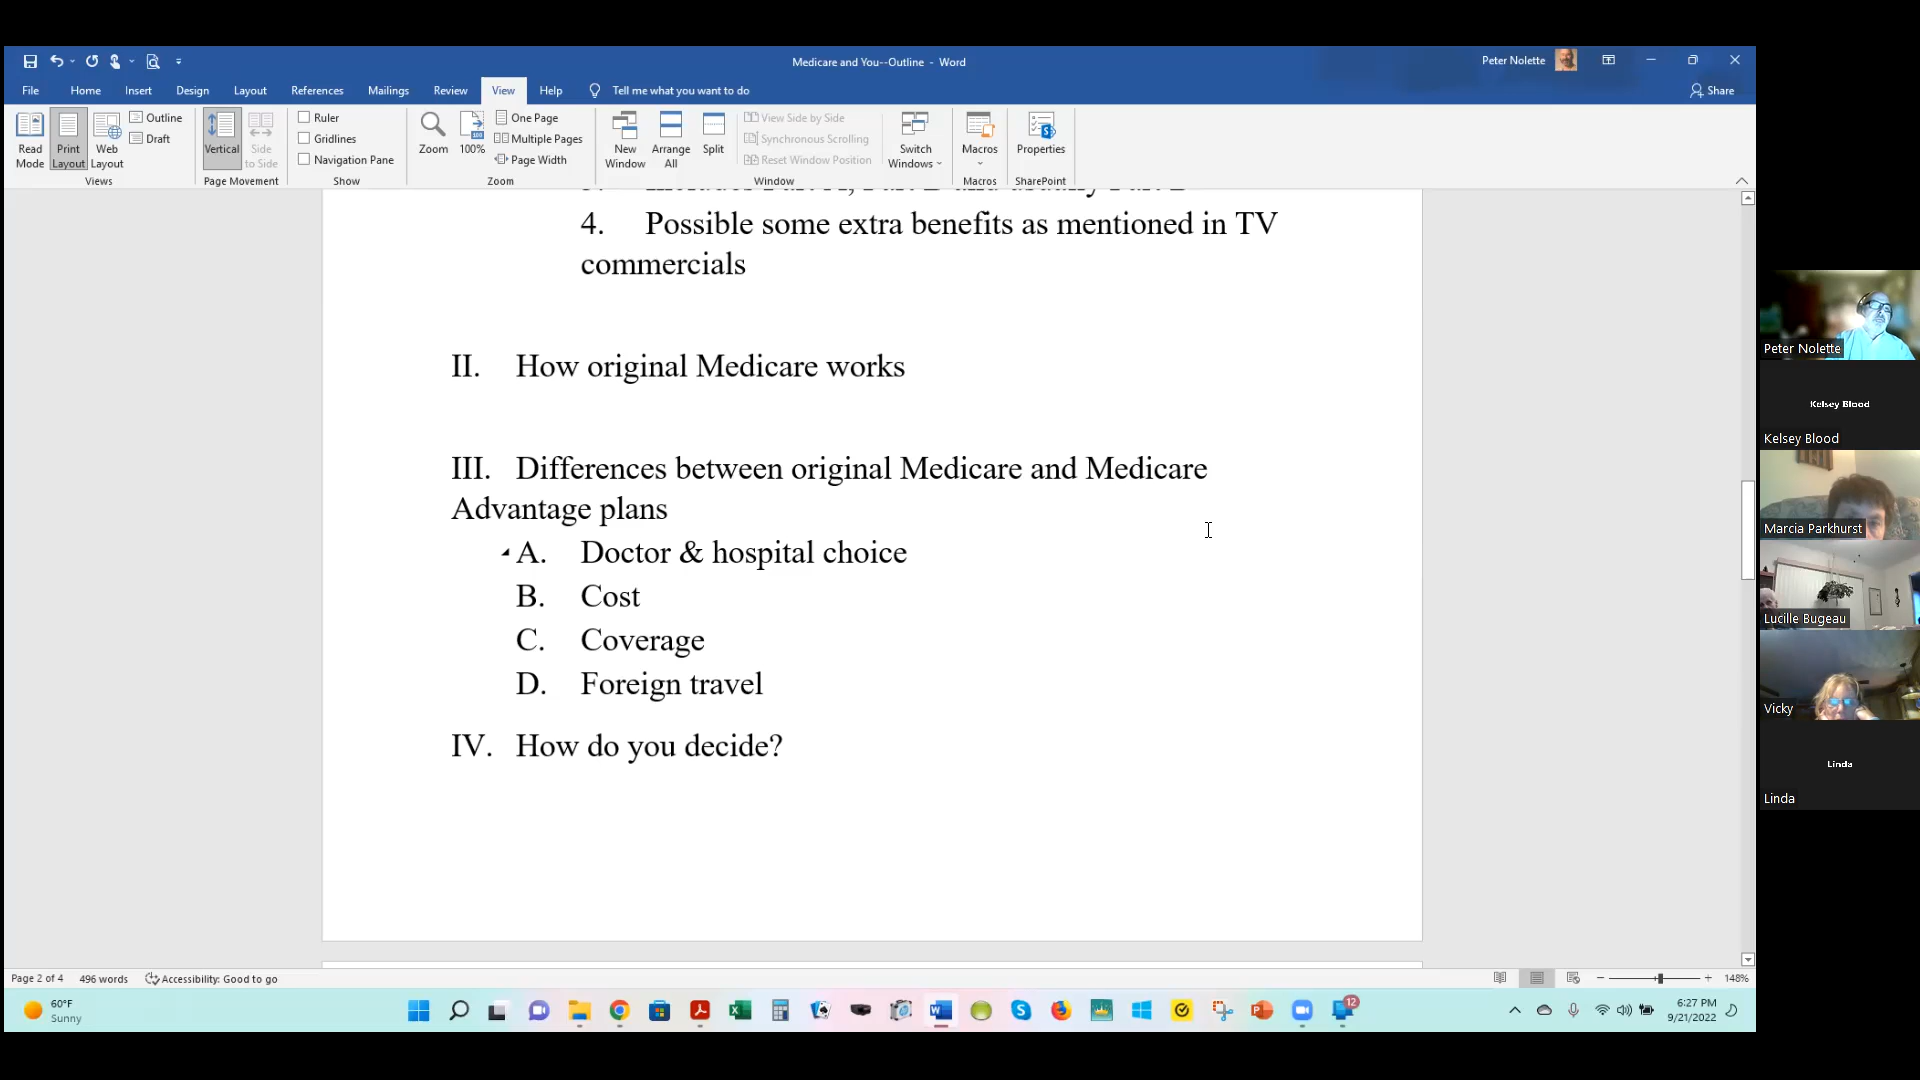 Medicare and You--Outline - Word
Peter Nolette
File Home Insert Design Layout References Mailings Review View Help Tell me what you want to do
Share
Read Mode
Print Layout
Web Layout
Outline
Draft
Views
Vertical
Side to Side
Page Movement
Ruler
Gridlines
Navigation Pane
Show
Zoom
100%
One Page
Multiple Pages
Page Width
Zoom
New Window
Arrange All
Split
View Side by Side
Synchronous Scrolling
Reset Window Position
Window
Switch Windows
Macros
Macros
Properties
SharePoint
4. Possible some extra benefits as mentioned in TV
commercials
II. How original Medicare works
III. Differences between original Medicare and Medicare
Advantage plans
A. Doctor & hospital choice
B. Cost
C. Coverage
D. Foreign travel
IV. How do you decide?
Peter Nolette
Kelsey Blood
Kelsey Blood
Marcia Parkhurst
Lucille Bugeau
Vicky
Linda
Linda
Page 2 of 4 496 words Accessibility: Good to go
148%
60°F
Sunny
12
6:27 PM
9/21/2022